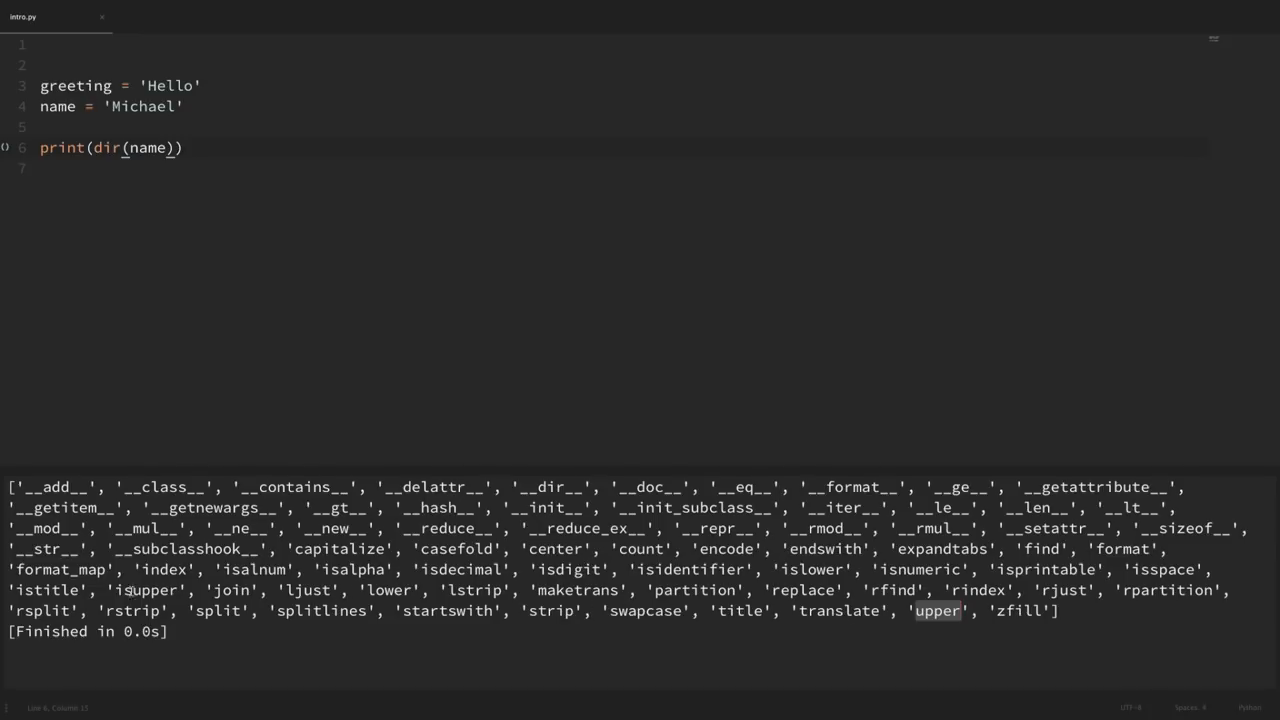 intro.py ×
1
2
3 greeting = 'Hello'
4 name = 'Michael'
5
() 6 print(dir(name))
7
['__add__', '__class__', '__contains__', '__delattr__', '__dir__', '__doc__', '__eq__', '__format__', '__ge__', '__getattribute__',
'__getitem__', '__getnewargs__', '__gt__', '__hash__', '__init__', '__init_subclass__', '__iter__', '__le__', '__len__', '__lt__',
'__mod__', '__mul__', '__ne__', '__new__', '__reduce__', '__reduce_ex__', '__repr__', '__rmod__', '__rmul__', '__setattr__', '__sizeof__',
'__str__', '__subclasshook__', 'capitalize', 'casefold', 'center', 'count', 'encode', 'endswith', 'expandtabs', 'find', 'format',
'format_map', 'index', 'isalnum', 'isalpha', 'isdecimal', 'isdigit', 'isidentifier', 'islower', 'isnumeric', 'isprintable', 'isspace',
'istitle', 'isupper', 'join', 'ljust', 'lower', 'lstrip', 'maketrans', 'partition', 'replace', 'rfind', 'rindex', 'rjust', 'rpartition',
'rsplit', 'rstrip', 'split', 'splitlines', 'startswith', 'strip', 'swapcase', 'title', 'translate', 'upper', 'zfill']
[Finished in 0.0s]
Line 6, Column 15 UTF-8 Spaces: 4 Python